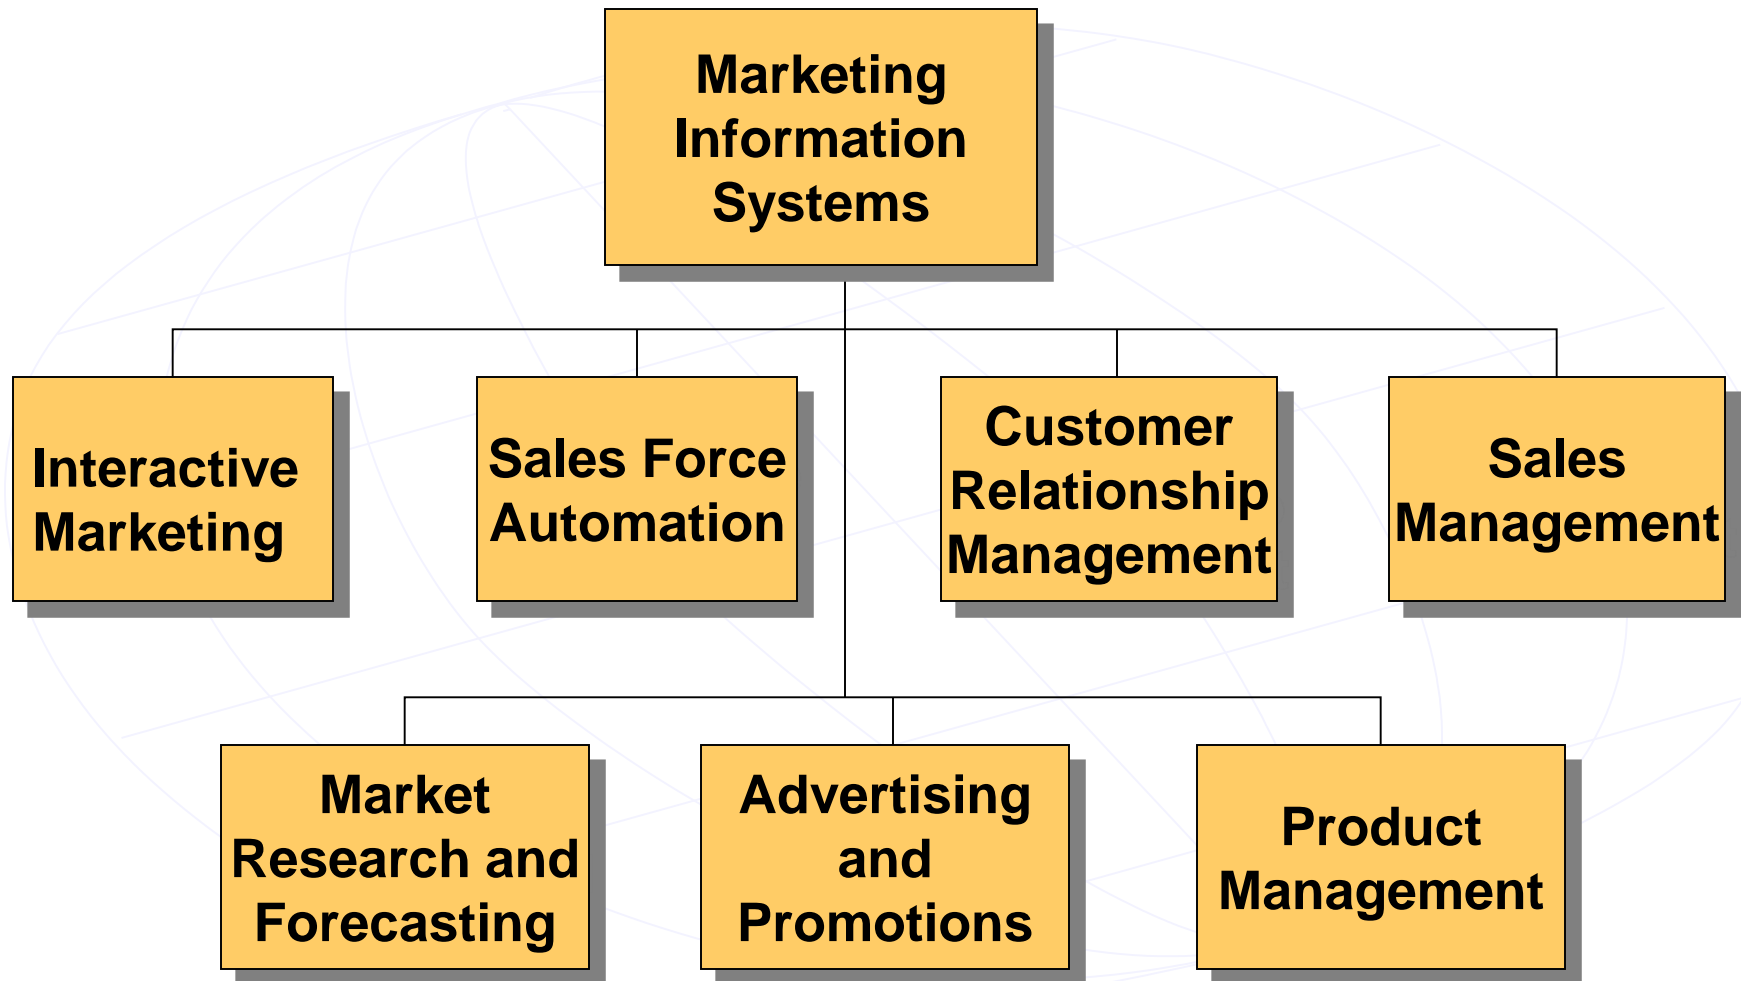 Marketing
Information
Systems
Interactive
Marketing
Sales Force
Automation
Customer
Relationship
Management
Sales
Management
Market
Research and
Forecasting
Advertising
and
Promotions
Product
Management